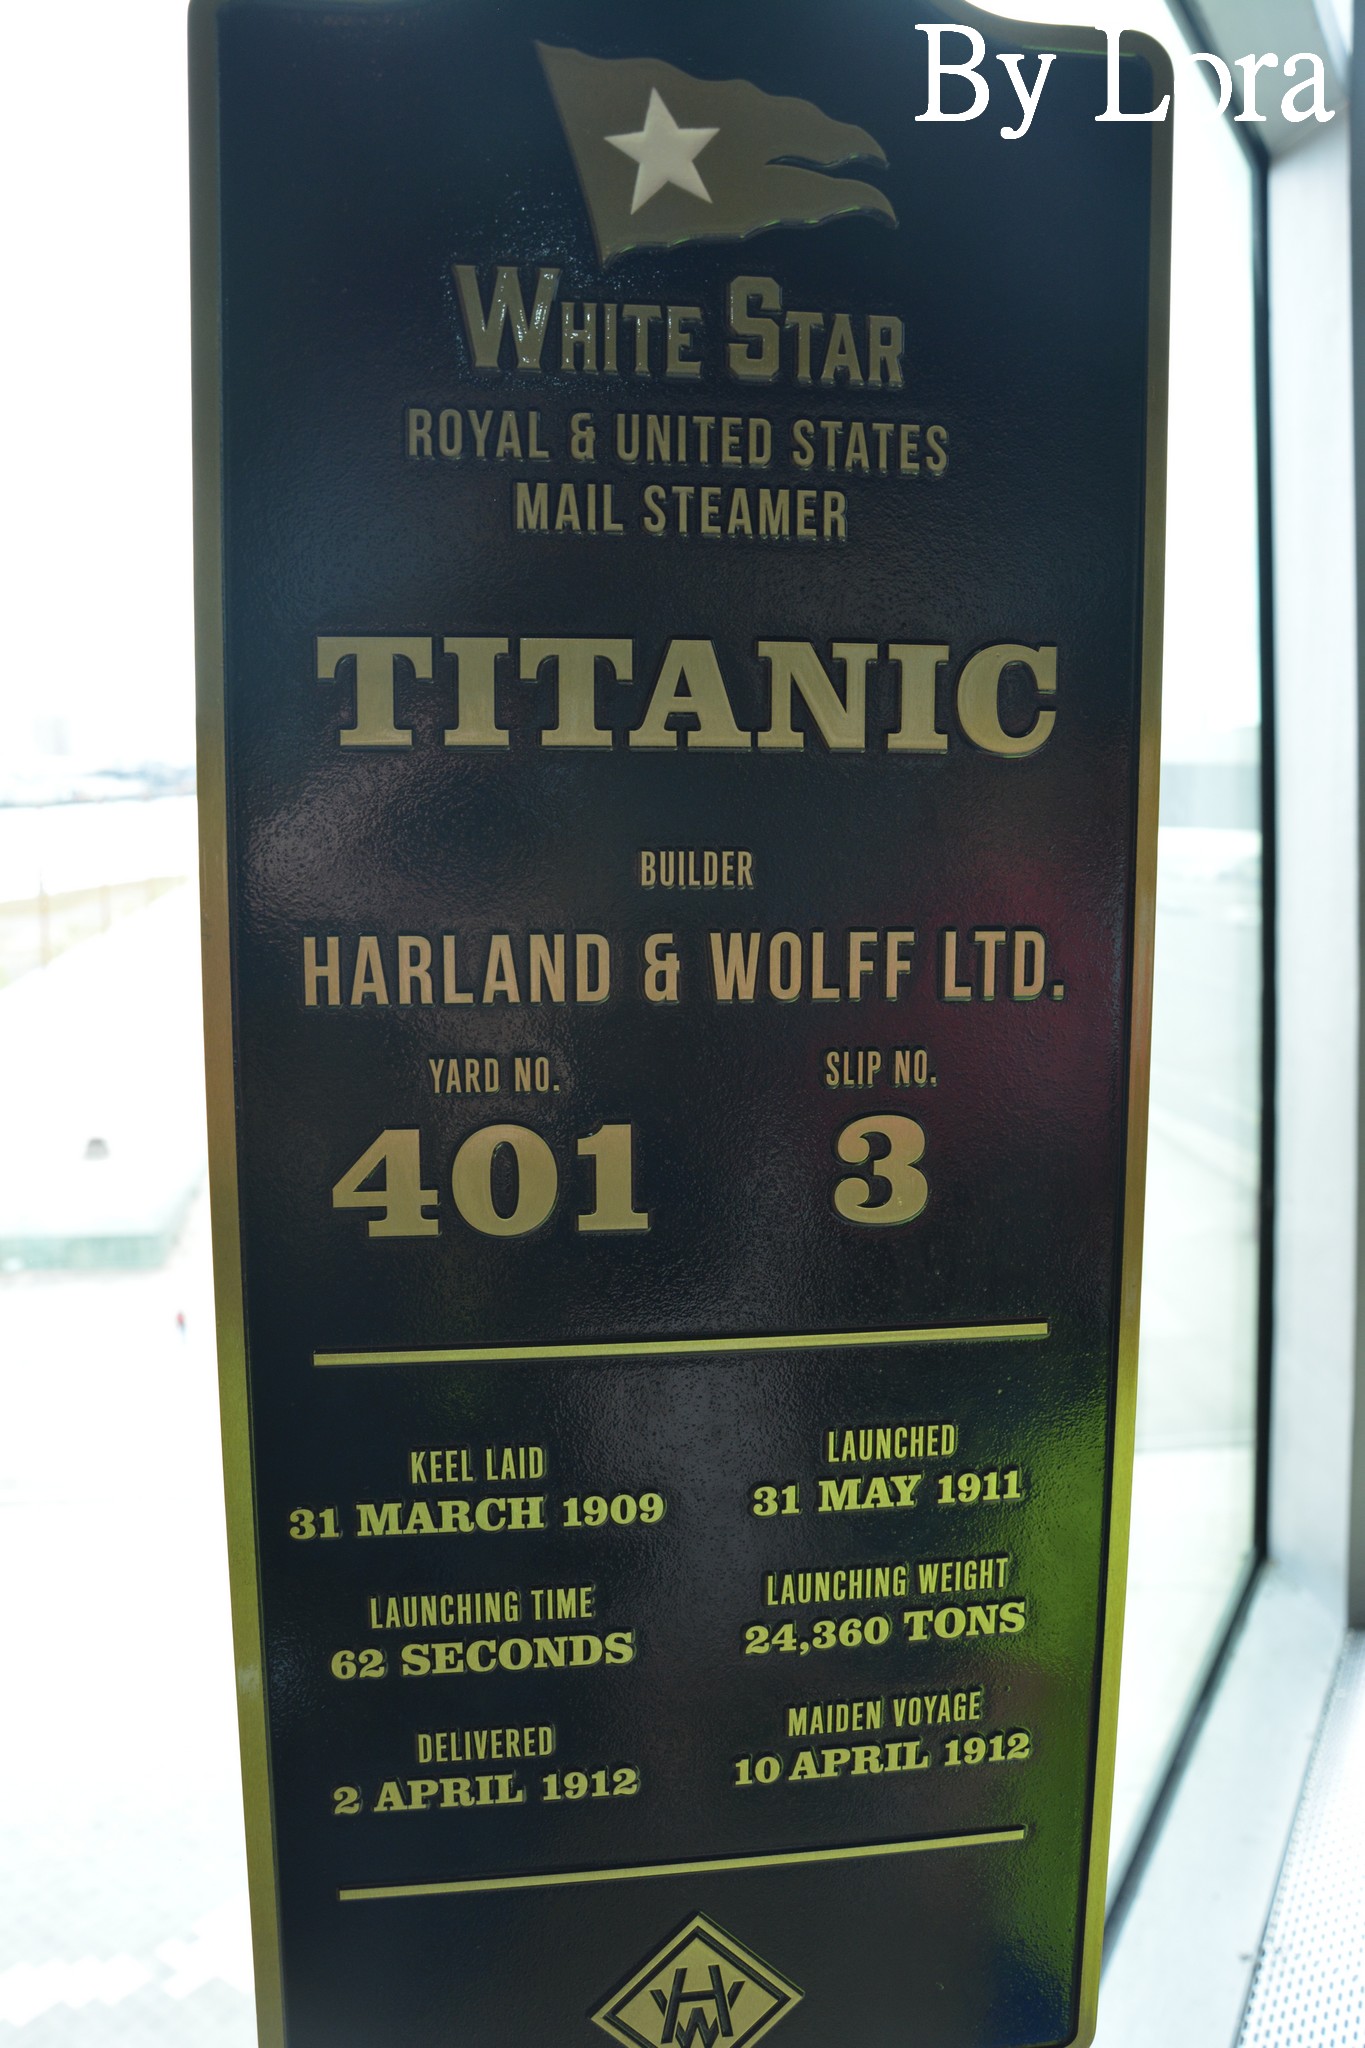 By Lora
WHITE STAR
ROYAL & UNITED STATES
MAIL STEAMER
TITANIC
BUILDER
HARLAND & WOLFF LTD.
YARD NO. SLIP NO.
401 3
KEEL LAID LAUNCHED
31 MARCH 1909 31 MAY 1911
LAUNCHING TIME LAUNCHING WEIGHT
62 SECONDS 24,360 TONS
DELIVERED MAIDEN VOYAGE
2 APRIL 1912 10 APRIL 1912
HW